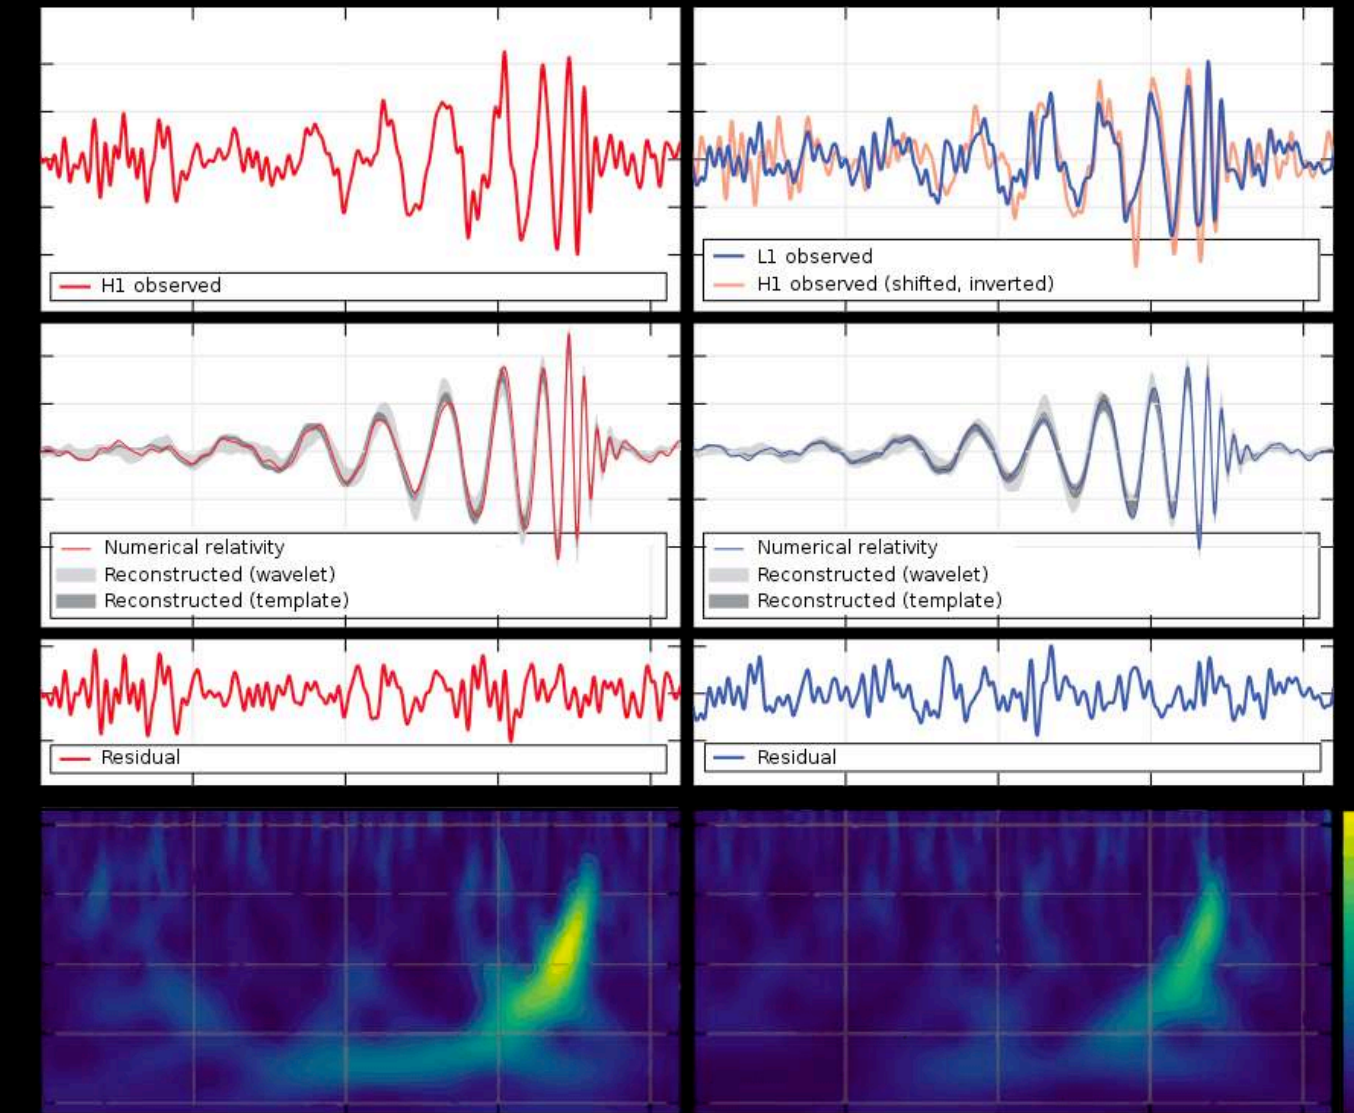 H1 observed
L1 observed
H1 observed (shifted, inverted)
Numerical relativity
Reconstructed (wavelet)
Reconstructed (template)
Numerical relativity
Reconstructed (wavelet)
Reconstructed (template)
Residual
Residual